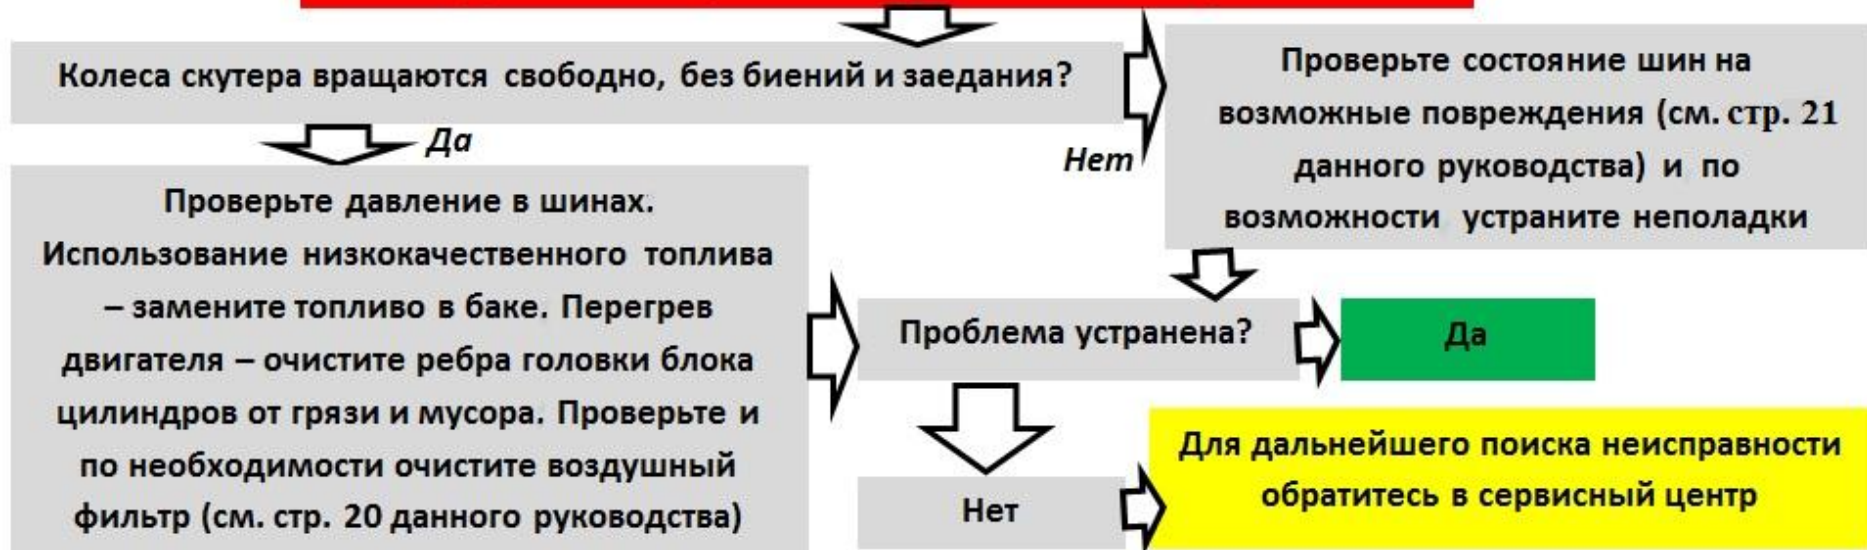 Колеса скутера вращаются свободно, без биений и заедания?
Да
Нет
Проверьте состояние шин на
возможные повреждения (см. стр. 21
данного руководства) и по
возможности устраните неполадки
Проверьте давление в шинах.
Использование низкокачественного топлива
– замените топливо в баке. Перегрев
двигателя – очистите ребра головки блока
цилиндров от грязи и мусора. Проверьте и
по необходимости очистите воздушный
фильтр (см. стр. 20 данного руководства)
Проблема устранена?
Да
Нет
Для дальнейшего поиска неисправности
обратитесь в сервисный центр